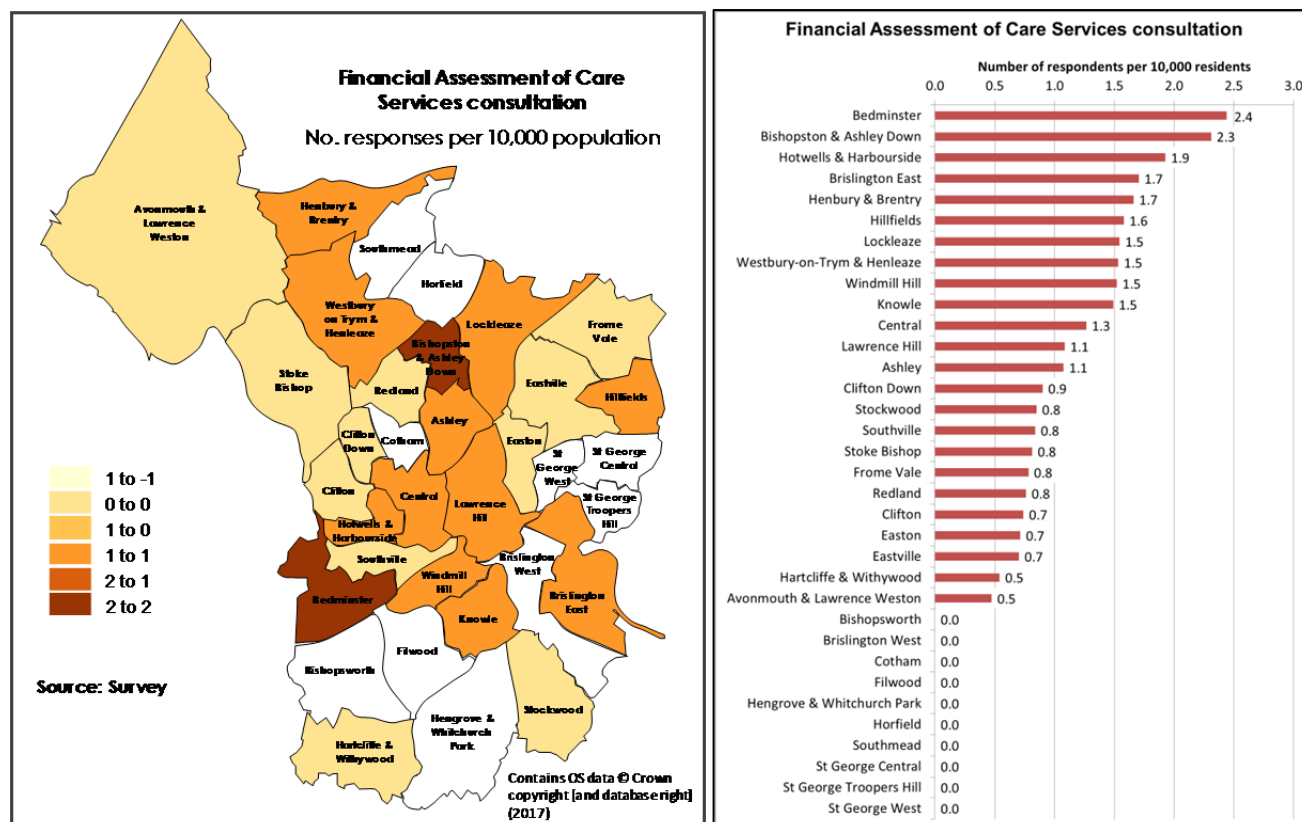 Financial Assessment of Care
Services consultation
No. responses per 10,000 population
Avonmouth &
Lawrence
Weston
Henbury &
Brentry
Southmead
Horfield
Westbury
on Trym &
Henleaze
Lockleaze
Frome
Vale
Bishopston
& Ashley
Down
Stoke
Bishop
Redland
Eastville
Hillfields
Ashley
Clifton
Down
Cotham
Easton
St
George
West
St George
Central
Clifton
Central
Lawrence
Hill
St George
Troopers
Hill
Hotwells &
Harbourside
Southville
Brislington
West
Windmill
Hill
Bedminster
Brislington
East
Knowle
Filwood
Bishopsworth
Stockwood
Hengrove &
Whitchurch
Park
Hartcliffe &
Withywood
1 to -1
0 to 0
1 to 0
1 to 1
2 to 1
2 to 2
Source: Survey
Contains OS data © Crown
copyright [and database right]
(2017)
Financial Assessment of Care Services consultation
Number of respondents per 10,000 residents
0.0 0.5 1.0 1.5 2.0 2.5 3.0
Bedminster 2.4
Bishopston & Ashley Down 2.3
Hotwells & Harbourside 1.9
Brislington East 1.7
Henbury & Brentry 1.7
Hillfields 1.6
Lockleaze 1.5
Westbury-on-Trym & Henleaze 1.5
Windmill Hill 1.5
Knowle 1.5
Central 1.3
Lawrence Hill 1.1
Ashley 1.1
Clifton Down 0.9
Stockwood 0.8
Southville 0.8
Stoke Bishop 0.8
Frome Vale 0.8
Redland 0.8
Clifton 0.7
Easton 0.7
Eastville 0.7
Hartcliffe & Withywood 0.5
Avonmouth & Lawrence Weston 0.5
Bishopsworth 0.0
Brislington West 0.0
Cotham 0.0
Filwood 0.0
Hengrove & Whitchurch Park 0.0
Horfield 0.0
Southmead 0.0
St George Central 0.0
St George Troopers Hill 0.0
St George West 0.0